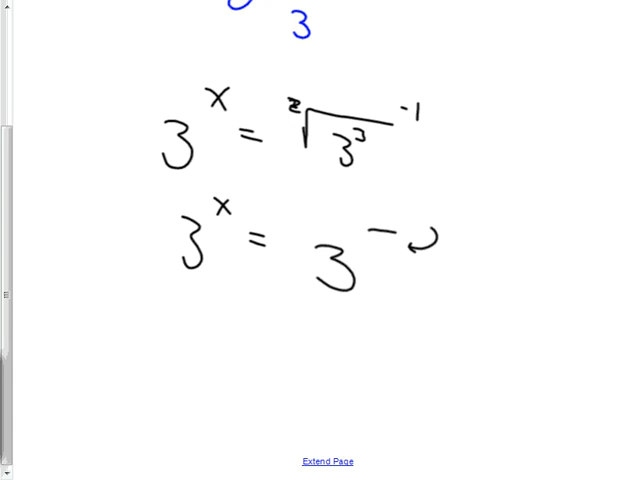 3
3^x = ²√3³ ⁻¹
3^x = 3^-
Extend Page